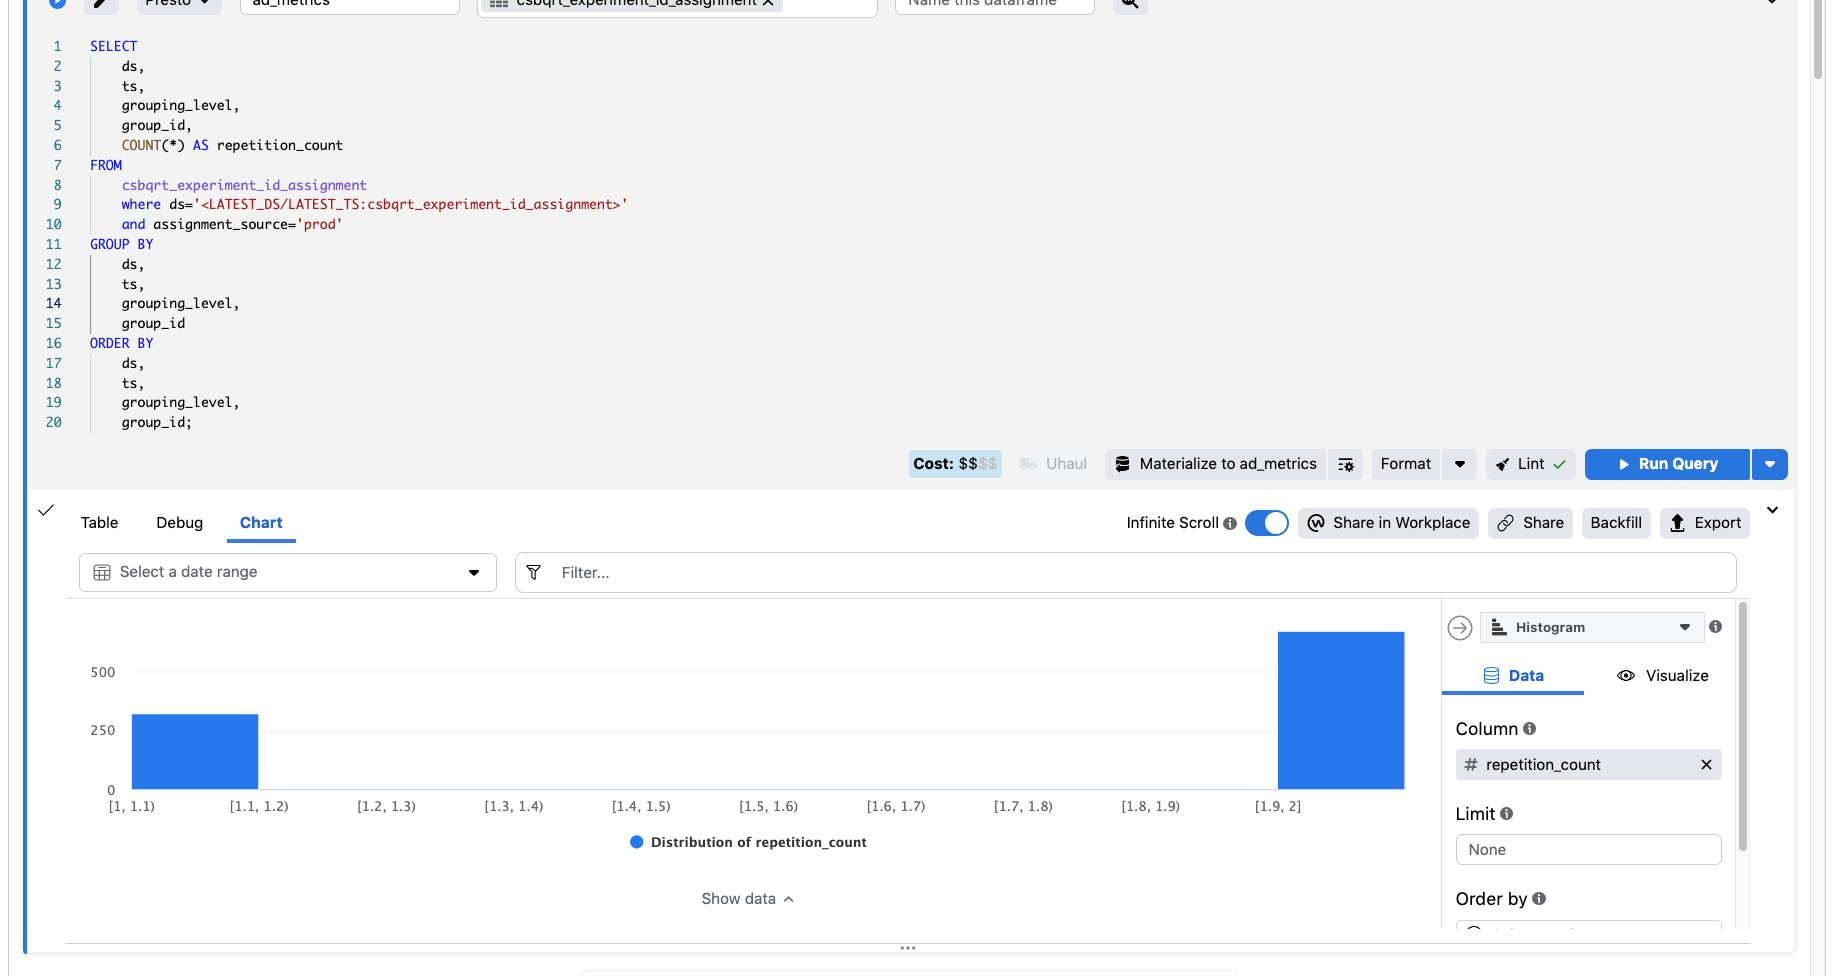 Presto ad_metrics csbqrt_experiment_id_assignment Name this dataframe
1 SELECT
2 ds,
3 ts,
4 grouping_level,
5 group_id,
6 COUNT(*) AS repetition_count
7 FROM
8 csbqrt_experiment_id_assignment
9 where ds='<LATEST_DS/LATEST_TS:csbqrt_experiment_id_assignment>'
10 and assignment_source='prod'
11 GROUP BY
12 ds,
13 ts,
14 grouping_level,
15 group_id
16 ORDER BY
17 ds,
18 ts,
19 grouping_level,
20 group_id;
Cost: $$$$ Uhaul Materialize to ad_metrics Format Lint Run Query
Table Debug Chart Infinite Scroll Share in Workplace Share Backfill Export
Select a date range Filter...
Histogram
Data Visualize
Column
# repetition_count
Limit
None
Order by
500
250
0
[1, 1.1) [1.1, 1.2) [1.2, 1.3) [1.3, 1.4) [1.4, 1.5) [1.5, 1.6) [1.6, 1.7) [1.7, 1.8) [1.8, 1.9) [1.9, 2]
Distribution of repetition_count
Show data